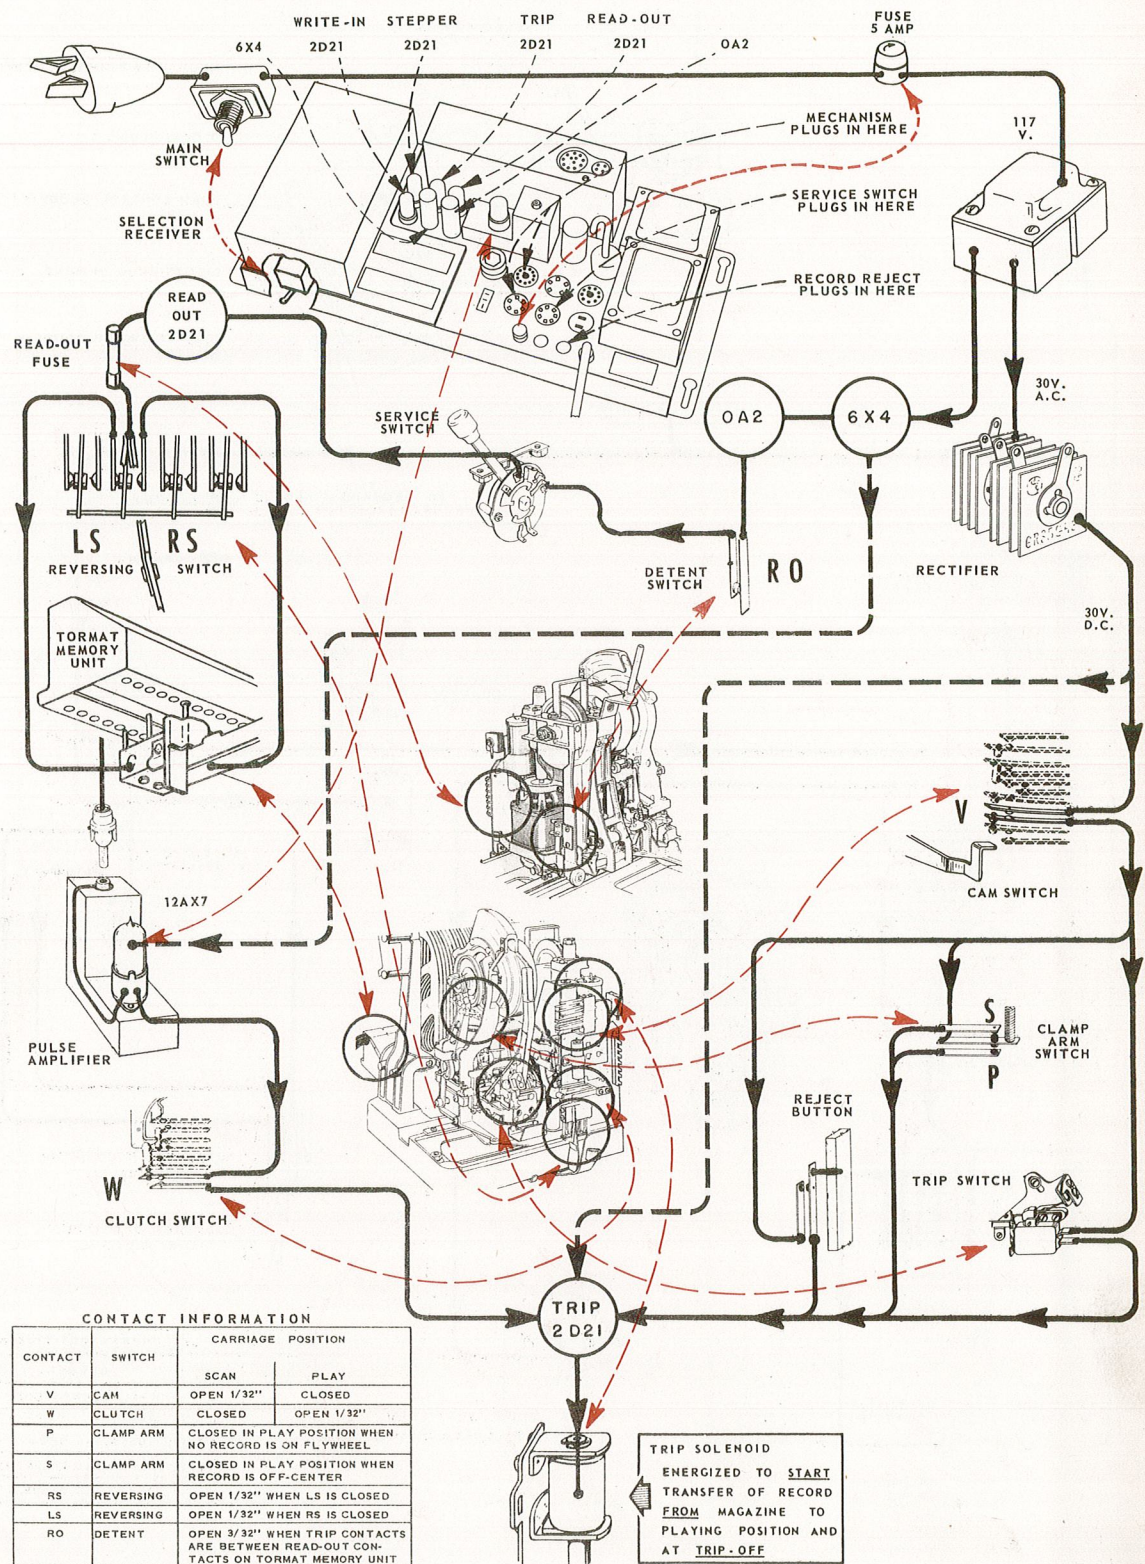 WRITE-IN STEPPER TRIP READ-OUT
6X4 2D21 2D21 2D21 2D21 OA2
FUSE
5 AMP
MAIN
SWITCH
MECHANISM
PLUGS IN HERE
117
V.
SELECTION
RECEIVER
SERVICE SWITCH
PLUGS IN HERE
RECORD REJECT
PLUGS IN HERE
READ
OUT
2D21
READ-OUT
FUSE
30V.
A.C.
SERVICE
SWITCH
OA2
6X4
LS RS
REVERSING SWITCH
DETENT
SWITCH
RO
RECTIFIER
30V.
D.C.
TORMAT
MEMORY
UNIT
V
CAM SWITCH
12AX7
PULSE
AMPLIFIER
S
CLAMP
ARM
SWITCH
P
REJECT
BUTTON
W
CLUTCH SWITCH
TRIP SWITCH
TRIP
2D21
CONTACT INFORMATION
CONTACT SWITCH CARRIAGE POSITION
SCAN PLAY
V CAM OPEN 1/32" CLOSED
W CLUTCH CLOSED OPEN 1/32"
P CLAMP ARM CLOSED IN PLAY POSITION WHEN
NO RECORD IS ON FLYWHEEL
S CLAMP ARM CLOSED IN PLAY POSITION WHEN
RECORD IS OFF-CENTER
RS REVERSING OPEN 1/32" WHEN LS IS CLOSED
LS REVERSING OPEN 1/32" WHEN RS IS CLOSED
RO DETENT OPEN 3/32" WHEN TRIP CONTACTS
ARE BETWEEN READ-OUT CON-
TACTS ON TORMAT MEMORY UNIT
TRIP SOLENOID
ENERGIZED TO START
TRANSFER OF RECORD
FROM MAGAZINE TO
PLAYING POSITION AND
AT TRIP-OFF